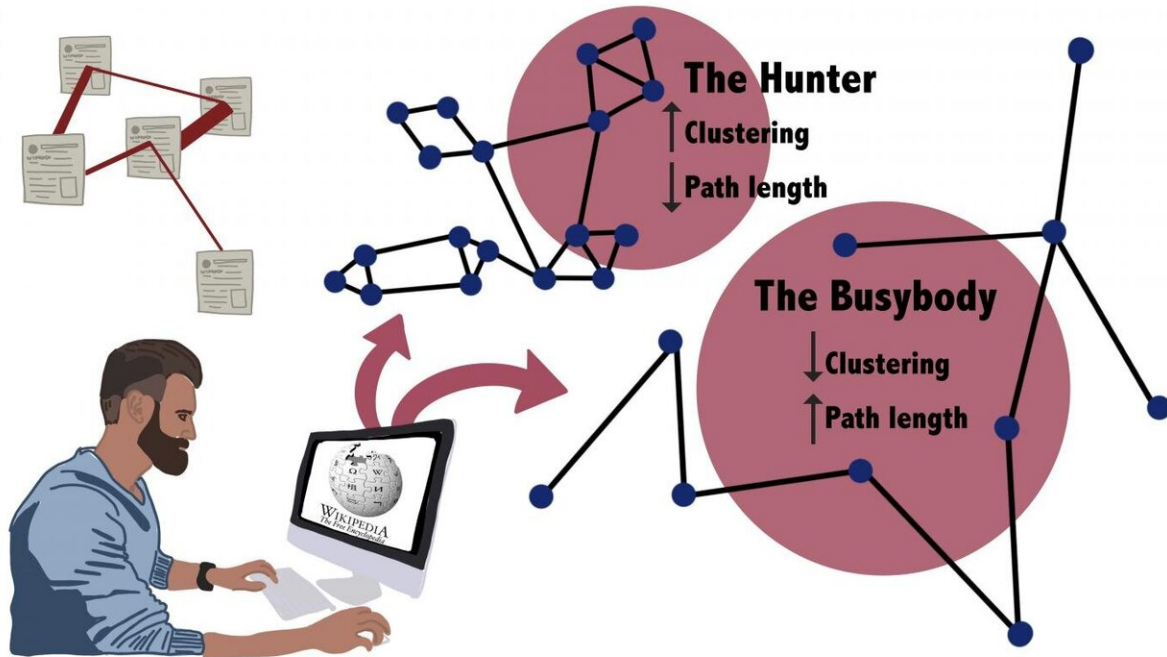 The Hunter
Clustering
Path length
The Busybody
Clustering
Path length
WIKIPEDIA
The Free Encyclopedia